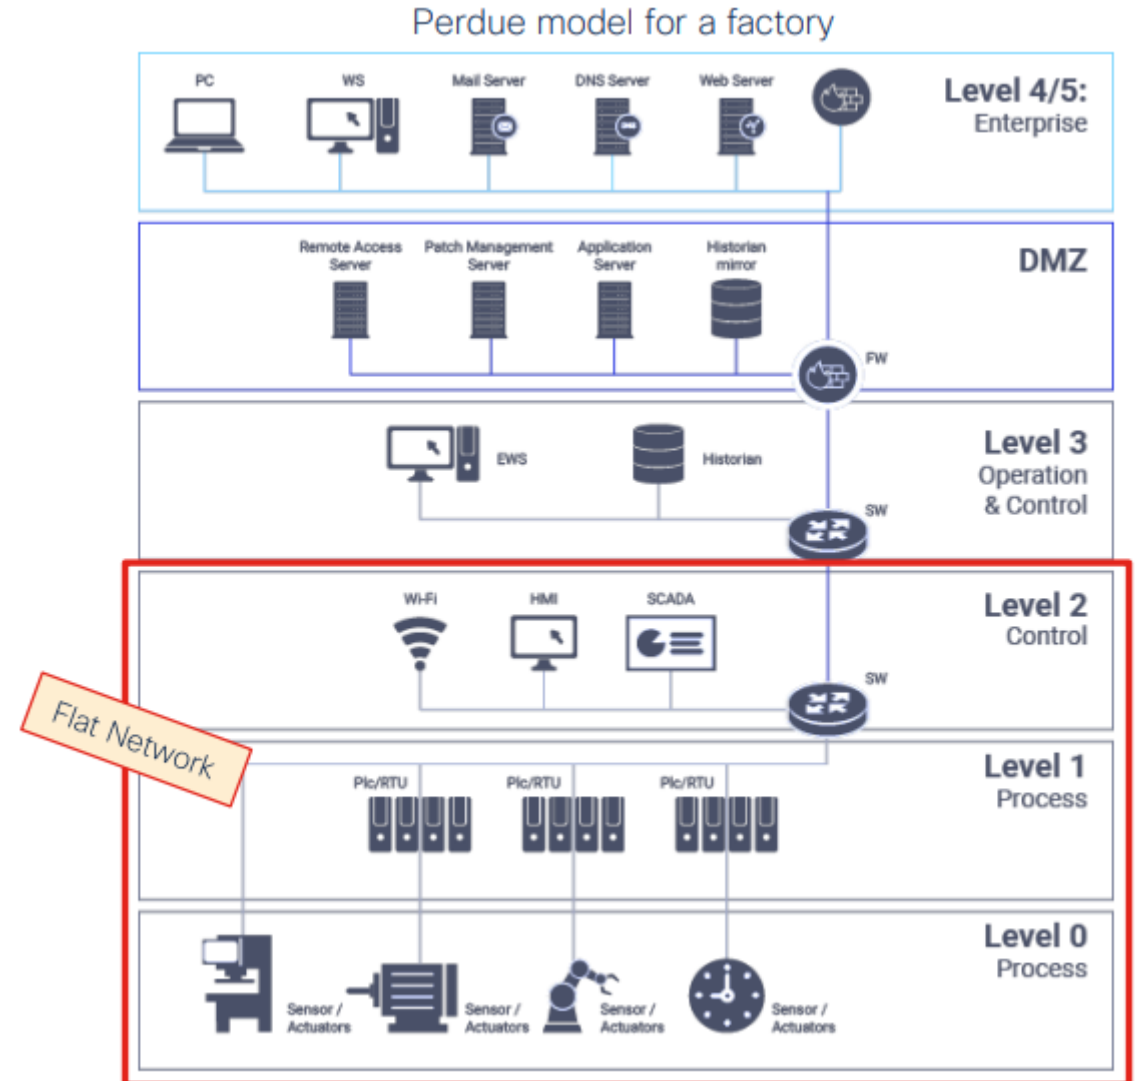 Perdue model for a factory
PC
WS
Mail Server
DNS Server
Web Server
Level 4/5:
Enterprise
Remote Access
Server
Patch Management
Server
Application
Server
Historian
mirror
DMZ
FW
EWS
Historian
Level 3
Operation
& Control
SW
Wi-Fi
HMI
SCADA
Level 2
Control
SW
Flat Network
Plc/RTU
Plc/RTU
Plc/RTU
Level 1
Process
Level 0
Process
Sensor /
Actuators
Sensor /
Actuators
Sensor /
Actuators
Sensor /
Actuators